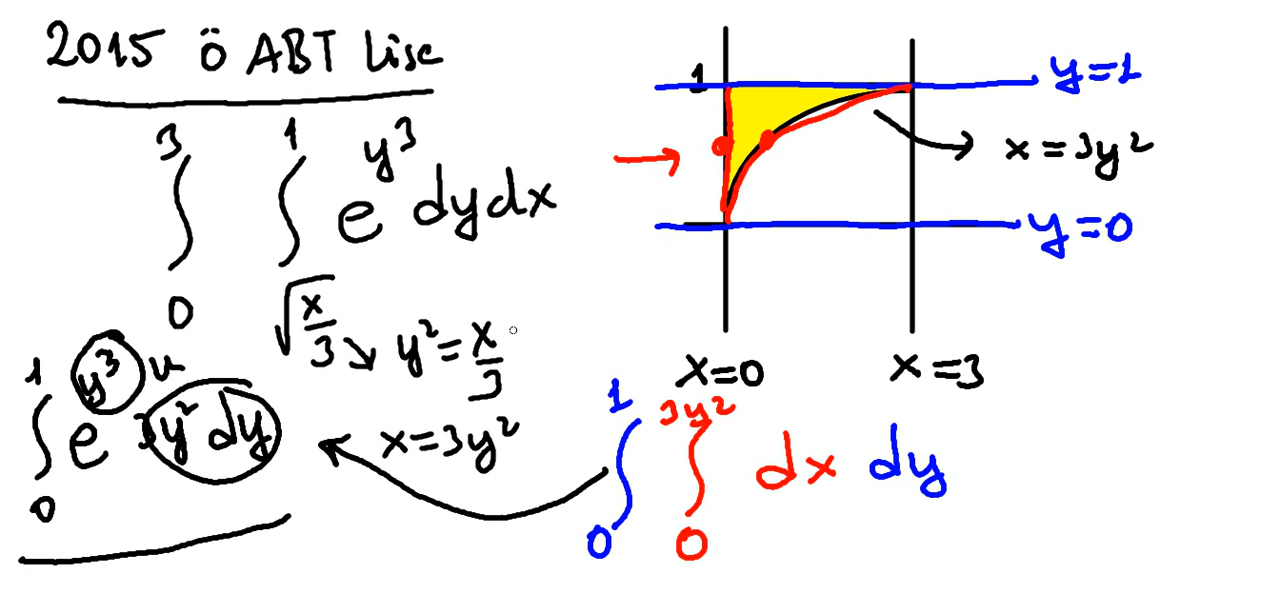 2015 ö ABT Lise
∫₀³ ∫_{√(x/3)}¹ e^{y³} dy dx
y² = x/3
x = 3y²
∫₀¹ e^{y³} 3y² dy
u
1
y=1
x = 3y²
y=0
x=0
x=3
∫₀¹ ∫₀^{3y²} dx dy